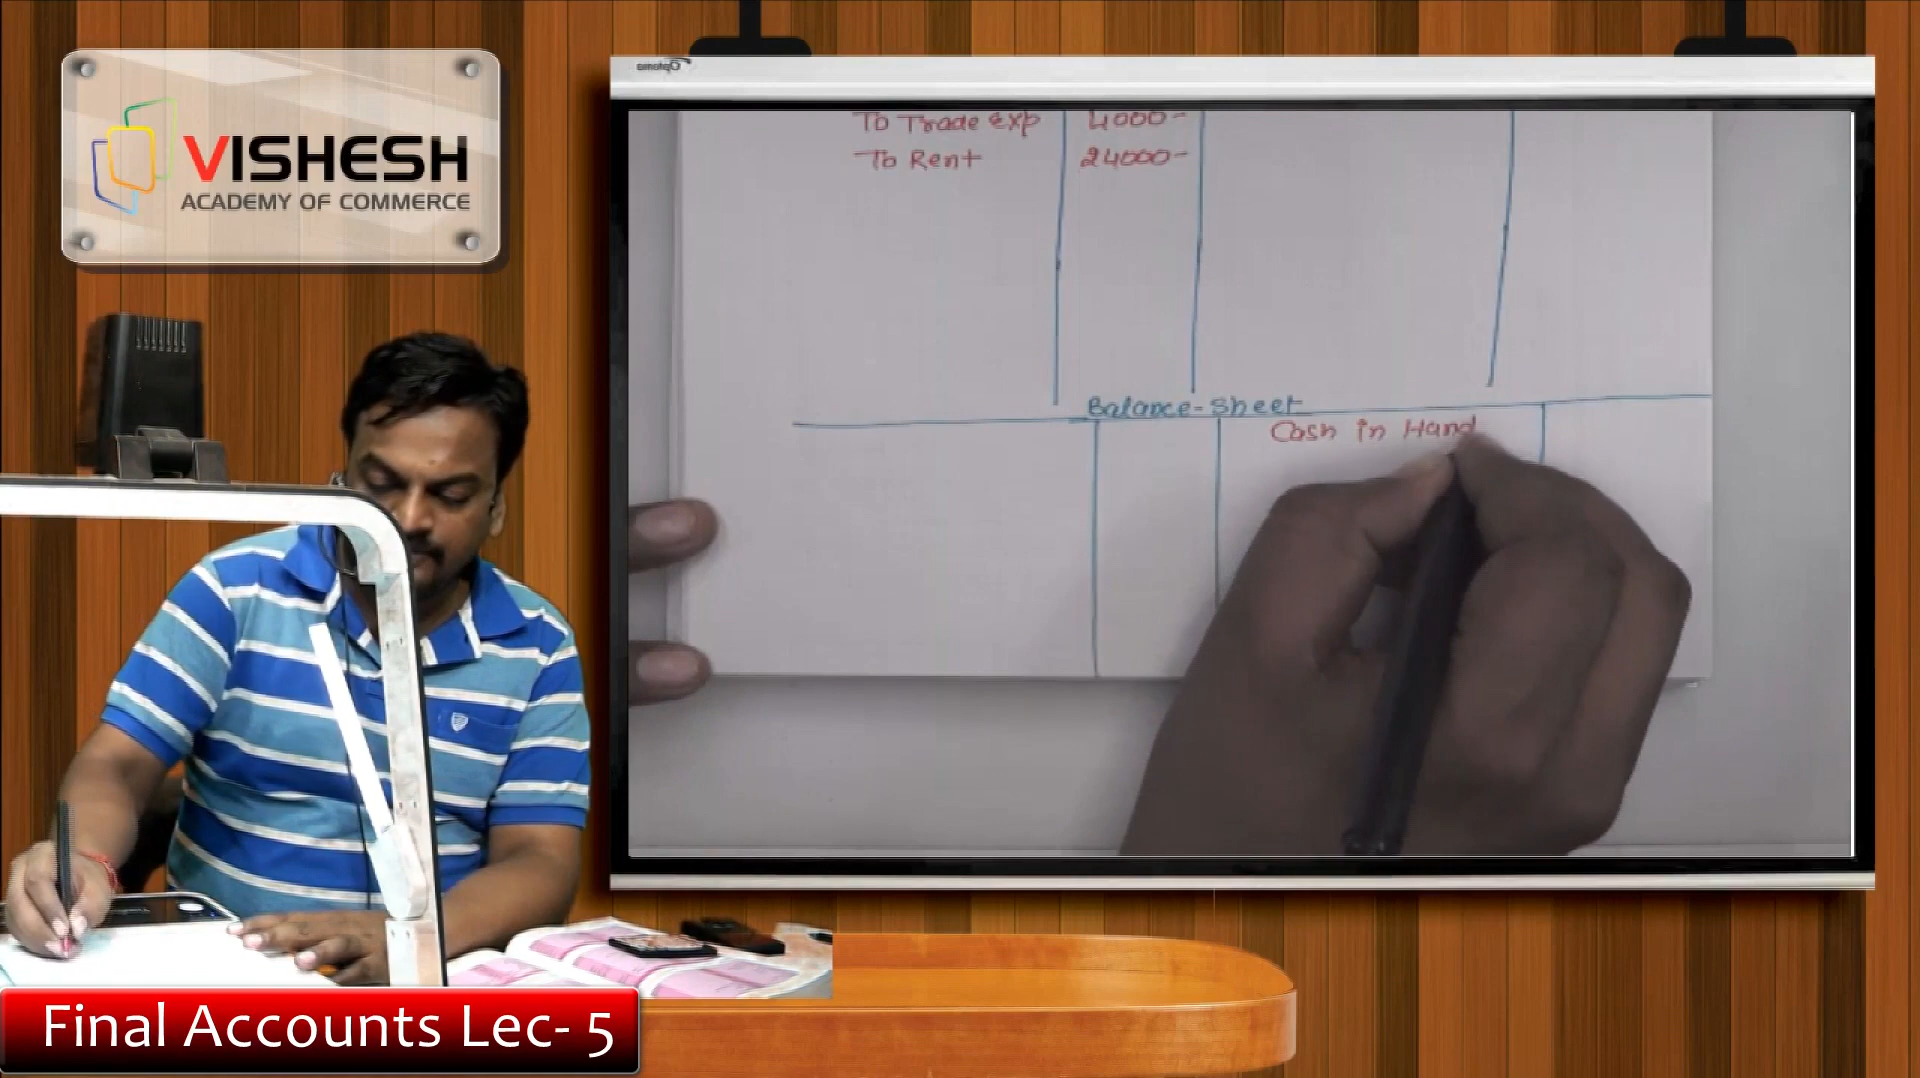 VISHESH
ACADEMY OF COMMERCE
Optoma
To Trade Exp 4000-
To Rent 24000-
Balance-Sheet
Cash in Hand
Final Accounts Lec- 5